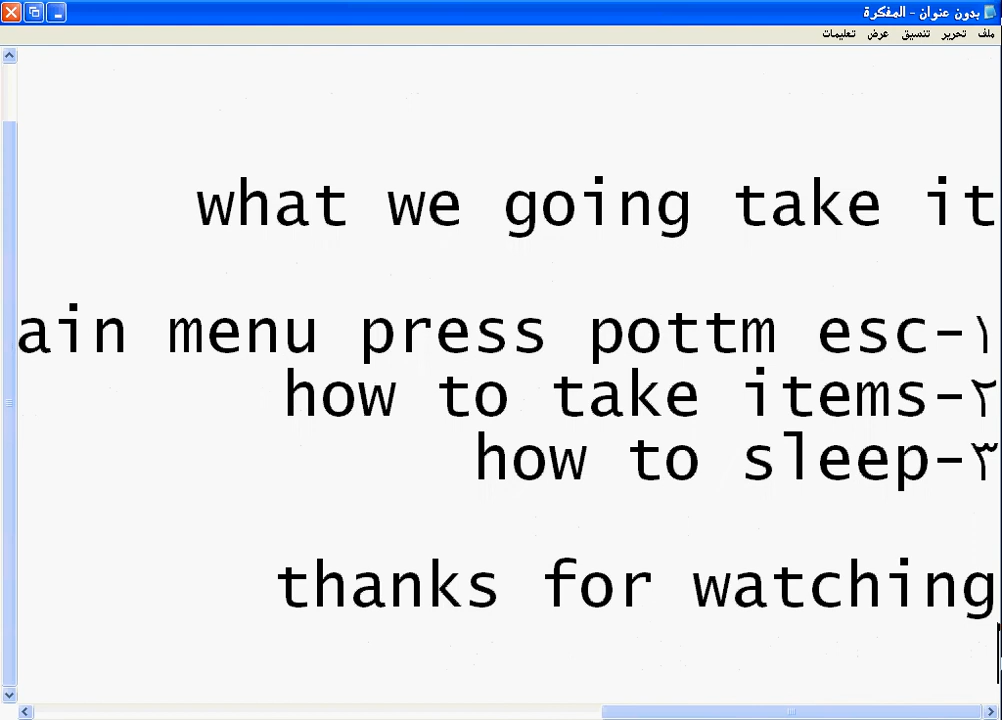 بدون عنوان - المفكرة
ملف تحرير تنسيق عرض تعليمات
what we going take it
ain menu press pottm esc-١
how to take items-٢
how to sleep-٣
thanks for watching